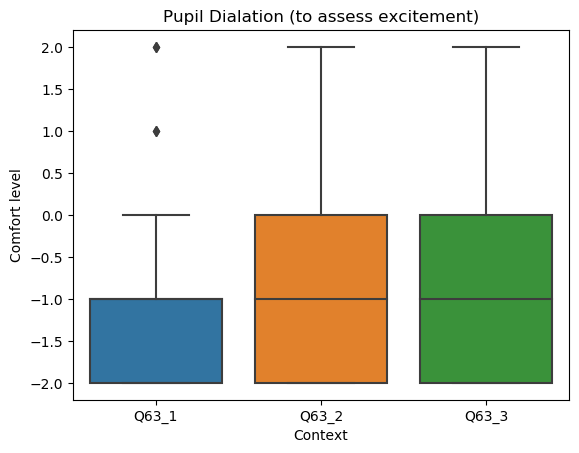 Pupil Dialation (to assess excitement)
2.0
1.5
1.0
0.5
0.0
−0.5
−1.0
−1.5
−2.0
Comfort level
Q63_1 Q63_2 Q63_3
Context